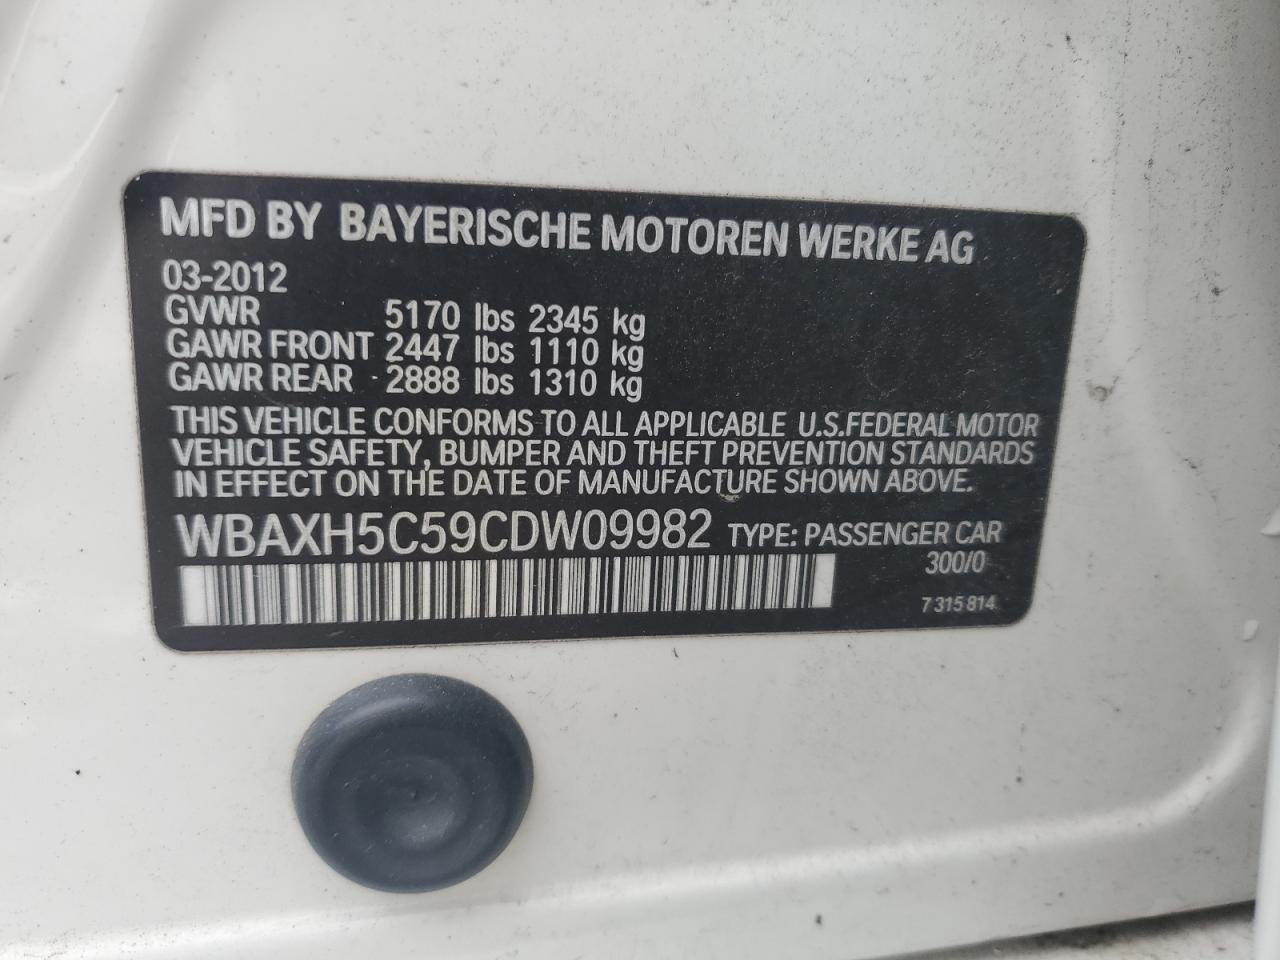 MFD BY BAYERISCHE MOTOREN WERKE AG
03-2012
GVWR 5170 lbs 2345 kg
GAWR FRONT 2447 lbs 1110 kg
GAWR REAR 2888 lbs 1310 kg
THIS VEHICLE CONFORMS TO ALL APPLICABLE U.S.FEDERAL MOTOR
VEHICLE SAFETY, BUMPER AND THEFT PREVENTION STANDARDS
IN EFFECT ON THE DATE OF MANUFACTURE SHOWN ABOVE.
WBAXH5C59CDW09982 TYPE: PASSENGER CAR
300/0
7 315 814